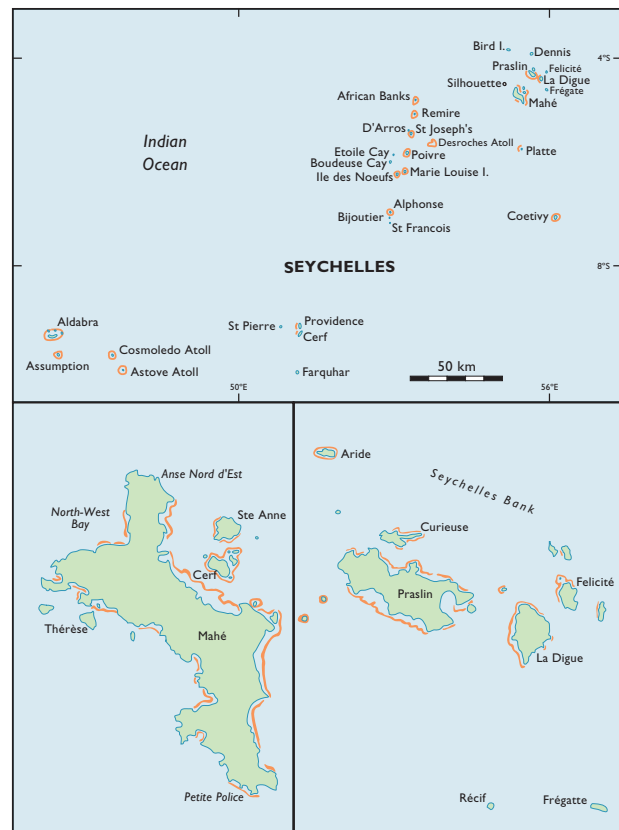 Bird I.
Dennis
4°S
Praslin
Felicité
La Digue
Silhouette
Frégate
Mahé
African Banks
Remire
D'Arros
St Joseph's
Indian
Ocean
Desroches Atoll
Etoile Cay
Poivre
Platte
Boudeuse Cay
Ile des Noeufs
Marie Louise I.
Alphonse
Bijoutier
St Francois
Coetivy
SEYCHELLES
8°S
Aldabra
St Pierre
Providence
Cerf
Assumption
Cosmoledo Atoll
Astove Atoll
Farquhar
50 km
50°E
56°E
Anse Nord d'Est
North-West
Bay
Ste Anne
Cerf
Thérèse
Mahé
Petite Police
Aride
Seychelles Bank
Curieuse
Praslin
Felicité
La Digue
Récif
Frégatte